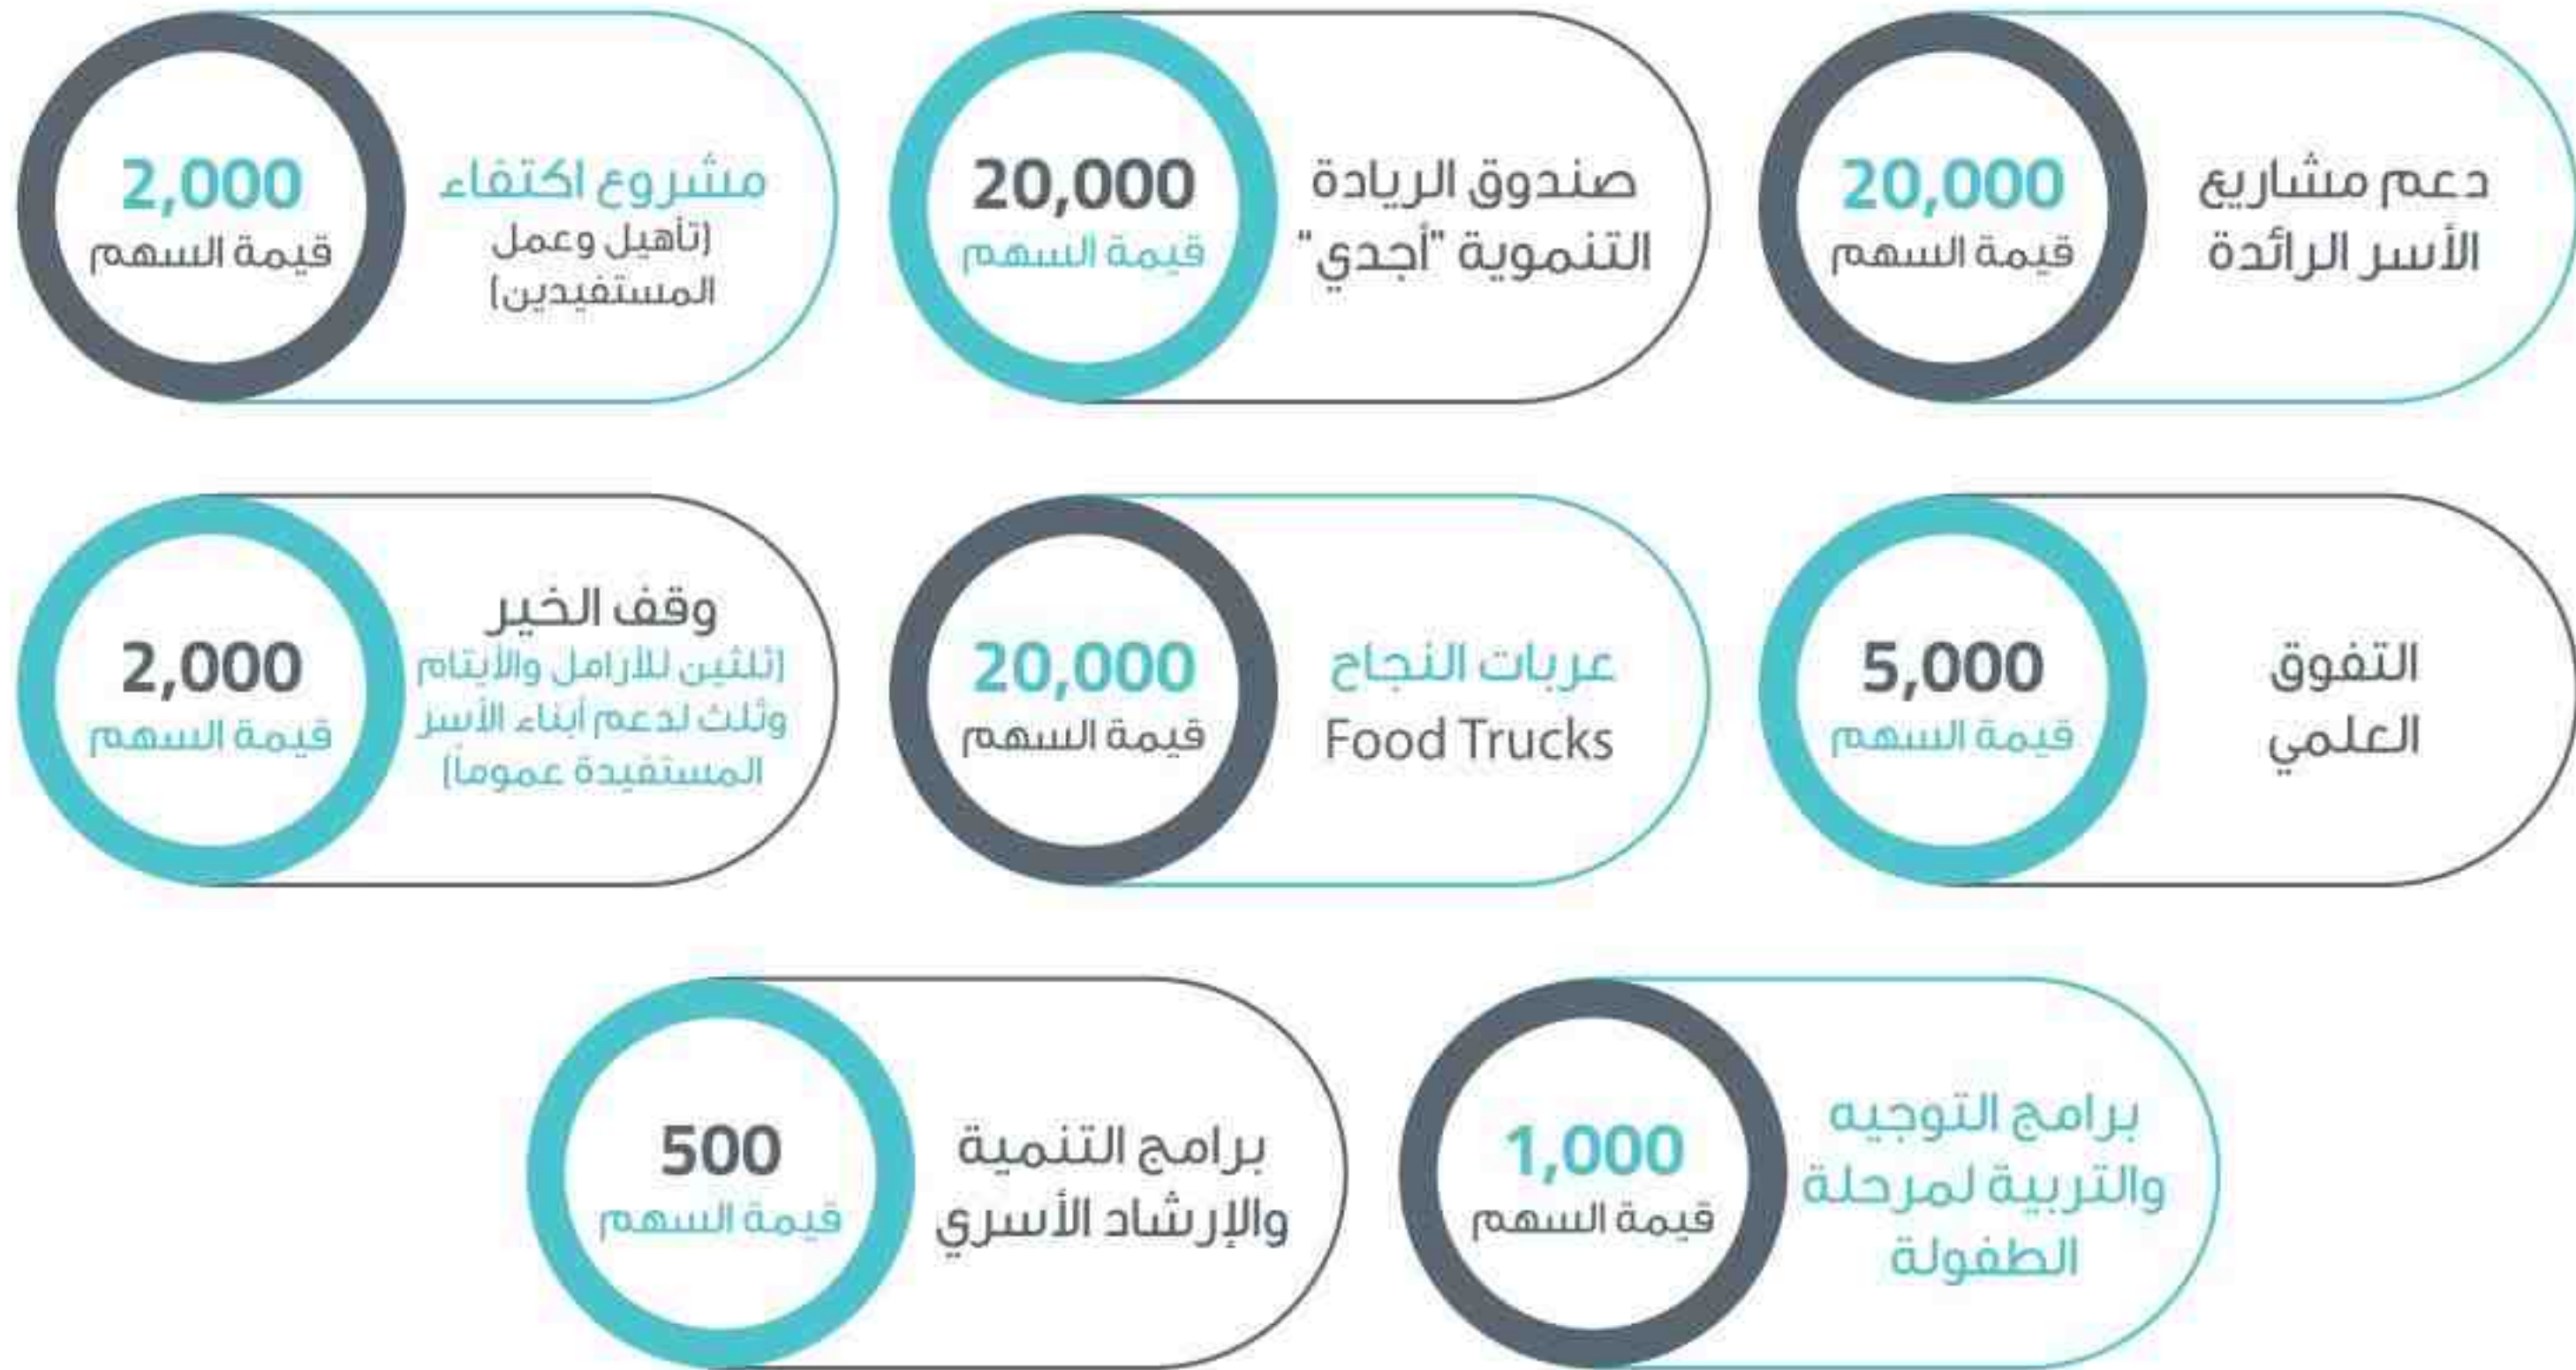 دعم مشاريع
الأسر الرائدة
20,000
قيمة السهم
صندوق الريادة
التنموية "أجدي"
20,000
قيمة السهم
مشروع اكتفاء
(تأهيل وعمل
المستفيدين)
2,000
قيمة السهم
التفوق
العلمي
5,000
قيمة السهم
عربات النجاح
Food Trucks
20,000
قيمة السهم
وقف الخير
(ثلثين للأرامل والأيتام
وثلث لدعم أبناء الأسر
المستفيدة عموماً)
2,000
قيمة السهم
برامج التوجيه
والتربية لمرحلة
الطفولة
1,000
قيمة السهم
برامج التنمية
والإرشاد الأسري
500
قيمة السهم